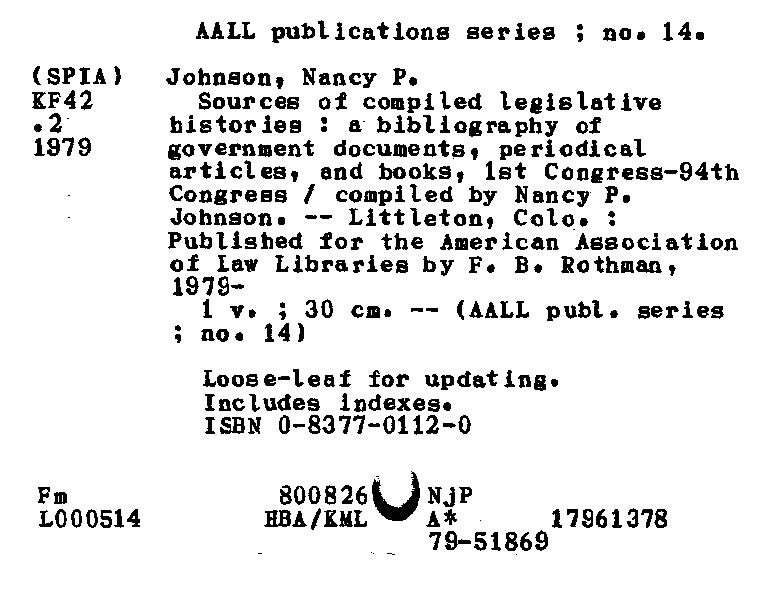 AALL publications series ; no. 14.
(SPIA) Johnson, Nancy P.
KF42 Sources of compiled legislative
.2 histories : a bibliography of
1979 government documents, periodical
articles, and books, 1st Congress-94th
Congress / compiled by Nancy P.
Johnson. -- Littleton, Colo. :
Published for the American Association
of Law Libraries by F. B. Rothman,
1979-
1 v. ; 30 cm. -- (AALL publ. series
; no. 14)
Loose-leaf for updating.
Includes indexes.
ISBN 0-8377-0112-0
Fm 800826 NjP
L000514 HBA/KML A* 17961378
79-51869